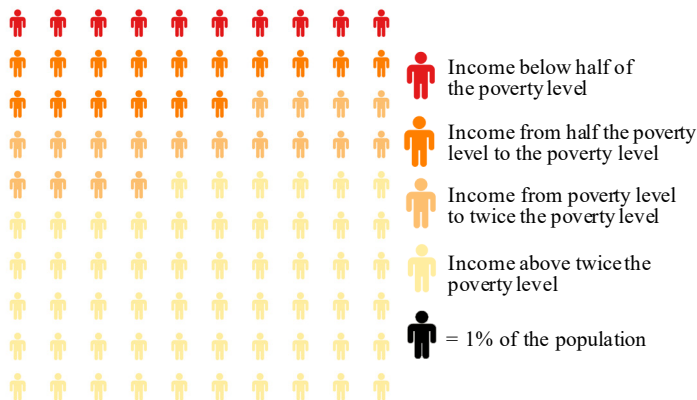 Income below half of
the poverty level
Income from half the poverty
level to the poverty level
Income from poverty level
to twice the poverty level
Income above twice the
poverty level
= 1% of the population